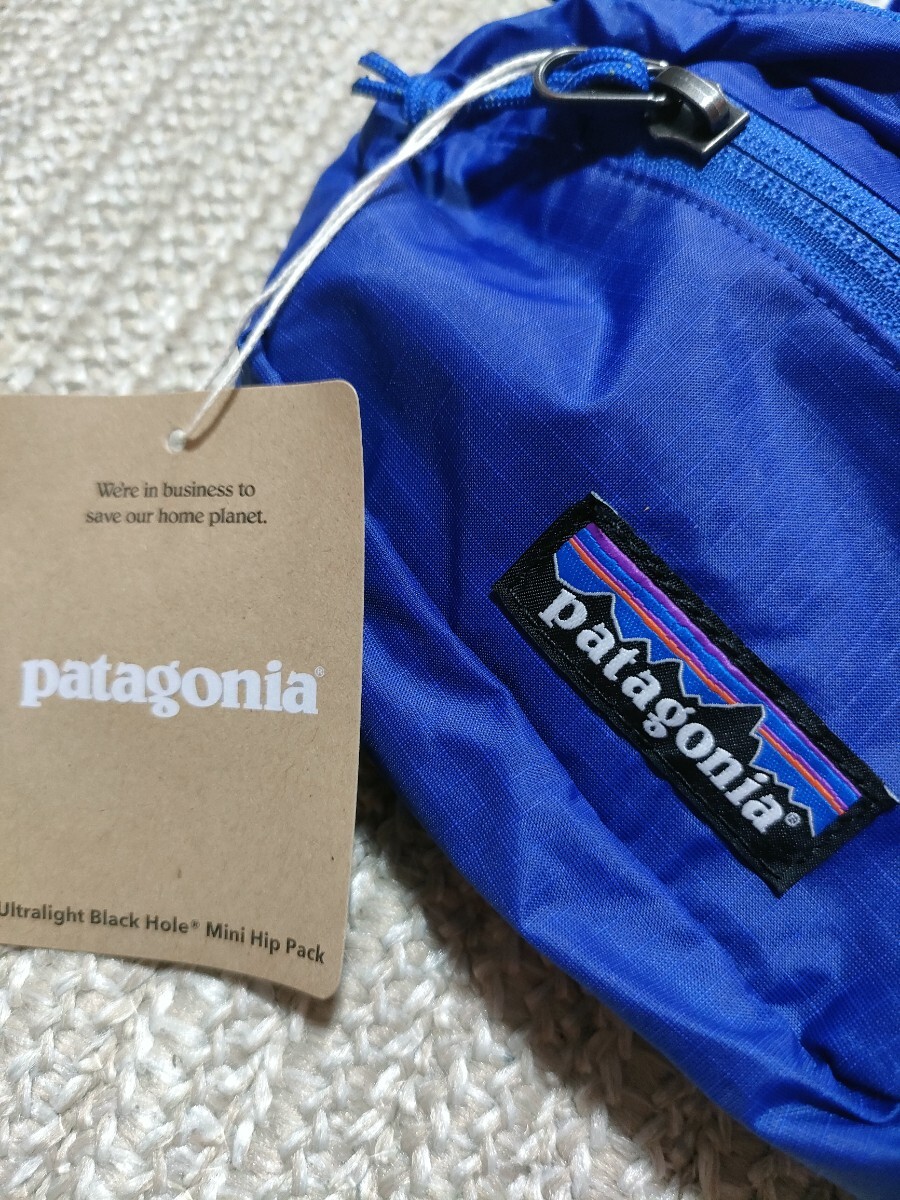 We're in business to
save our home planet.
patagonia®
Ultralight Black Hole® Mini Hip Pack
patagonia®